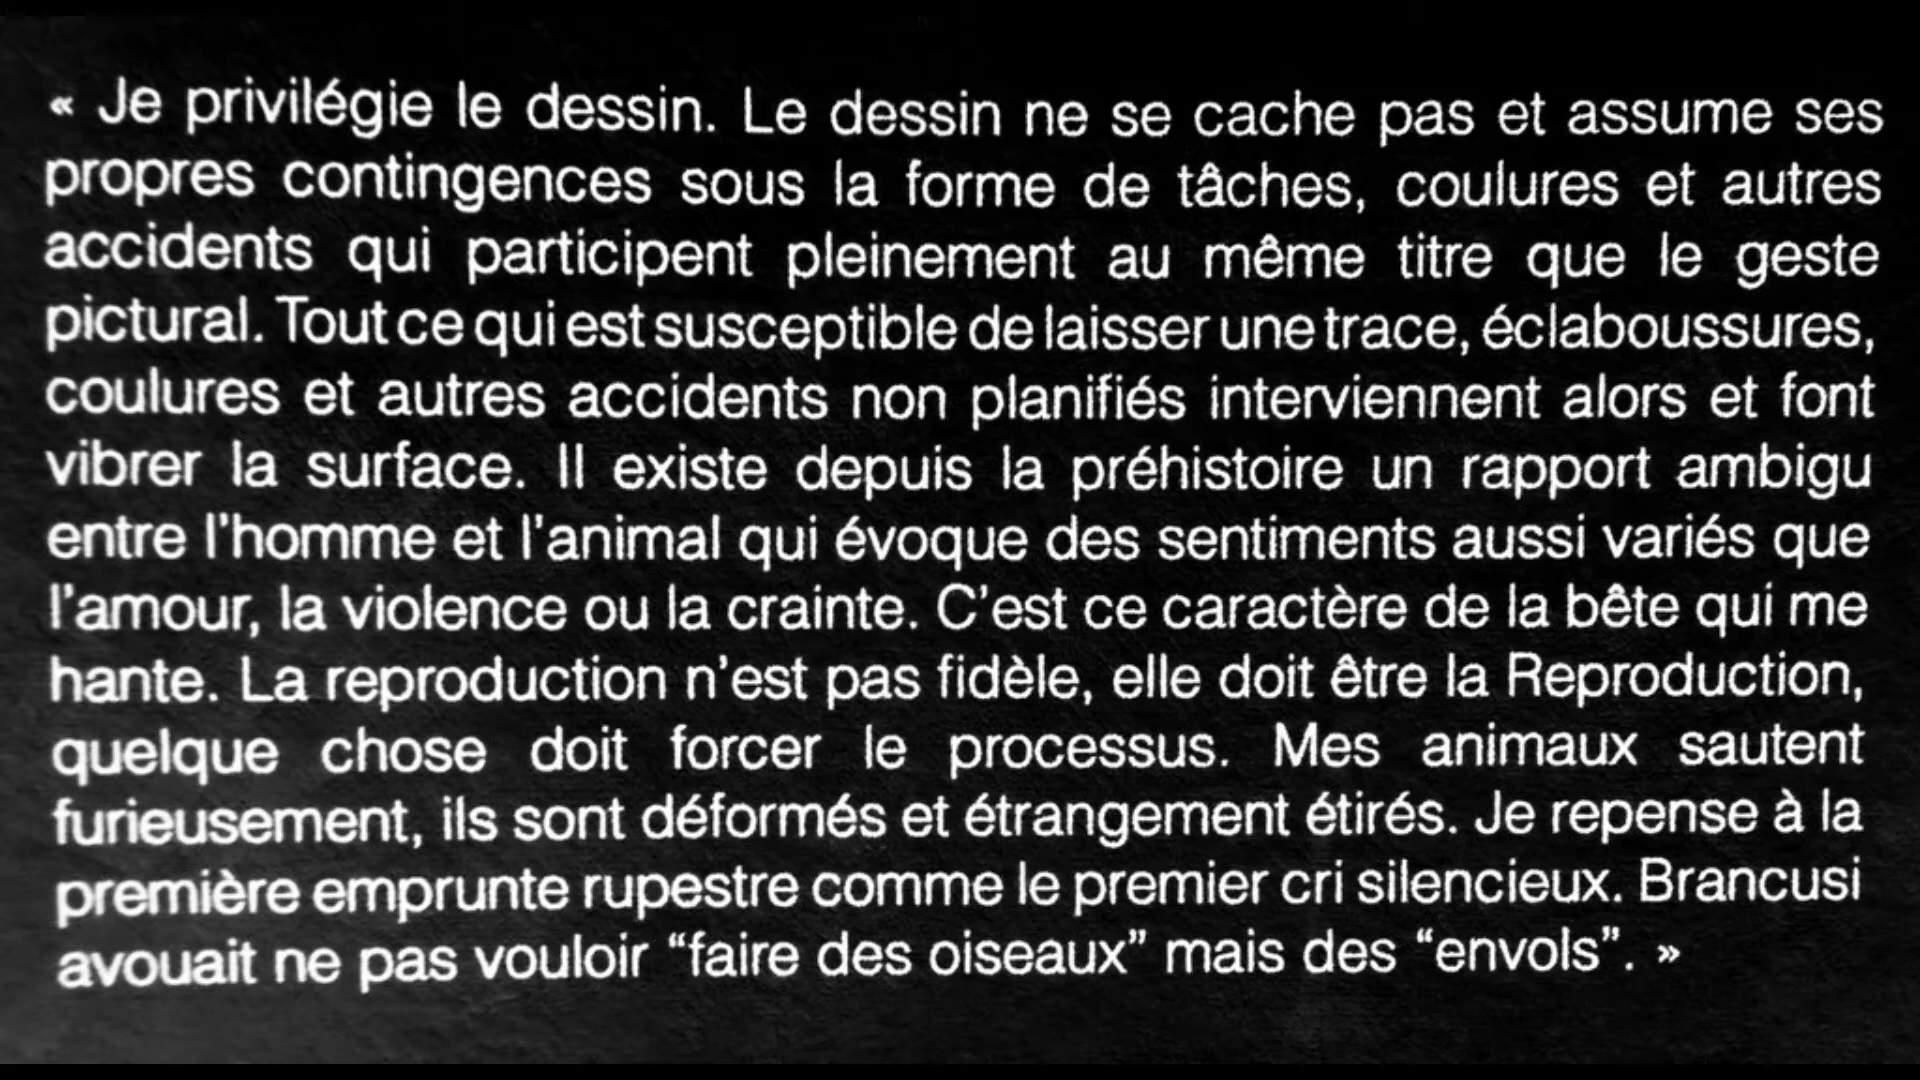 « Je privilégie le dessin. Le dessin ne se cache pas et assume ses
propres contingences sous la forme de tâches, coulures et autres
accidents qui participent pleinement au même titre que le geste
pictural. Tout ce qui est susceptible de laisser une trace, éclaboussures,
coulures et autres accidents non planifiés interviennent alors et font
vibrer la surface. Il existe depuis la préhistoire un rapport ambigu
entre l'homme et l'animal qui évoque des sentiments aussi variés que
l'amour, la violence ou la crainte. C'est ce caractère de la bête qui me
hante. La reproduction n'est pas fidèle, elle doit être la Reproduction,
quelque chose doit forcer le processus. Mes animaux sautent
furieusement, ils sont déformés et étrangement étirés. Je repense à la
première emprunte rupestre comme le premier cri silencieux. Brancusi
avouait ne pas vouloir “faire des oiseaux” mais des “envols”. »